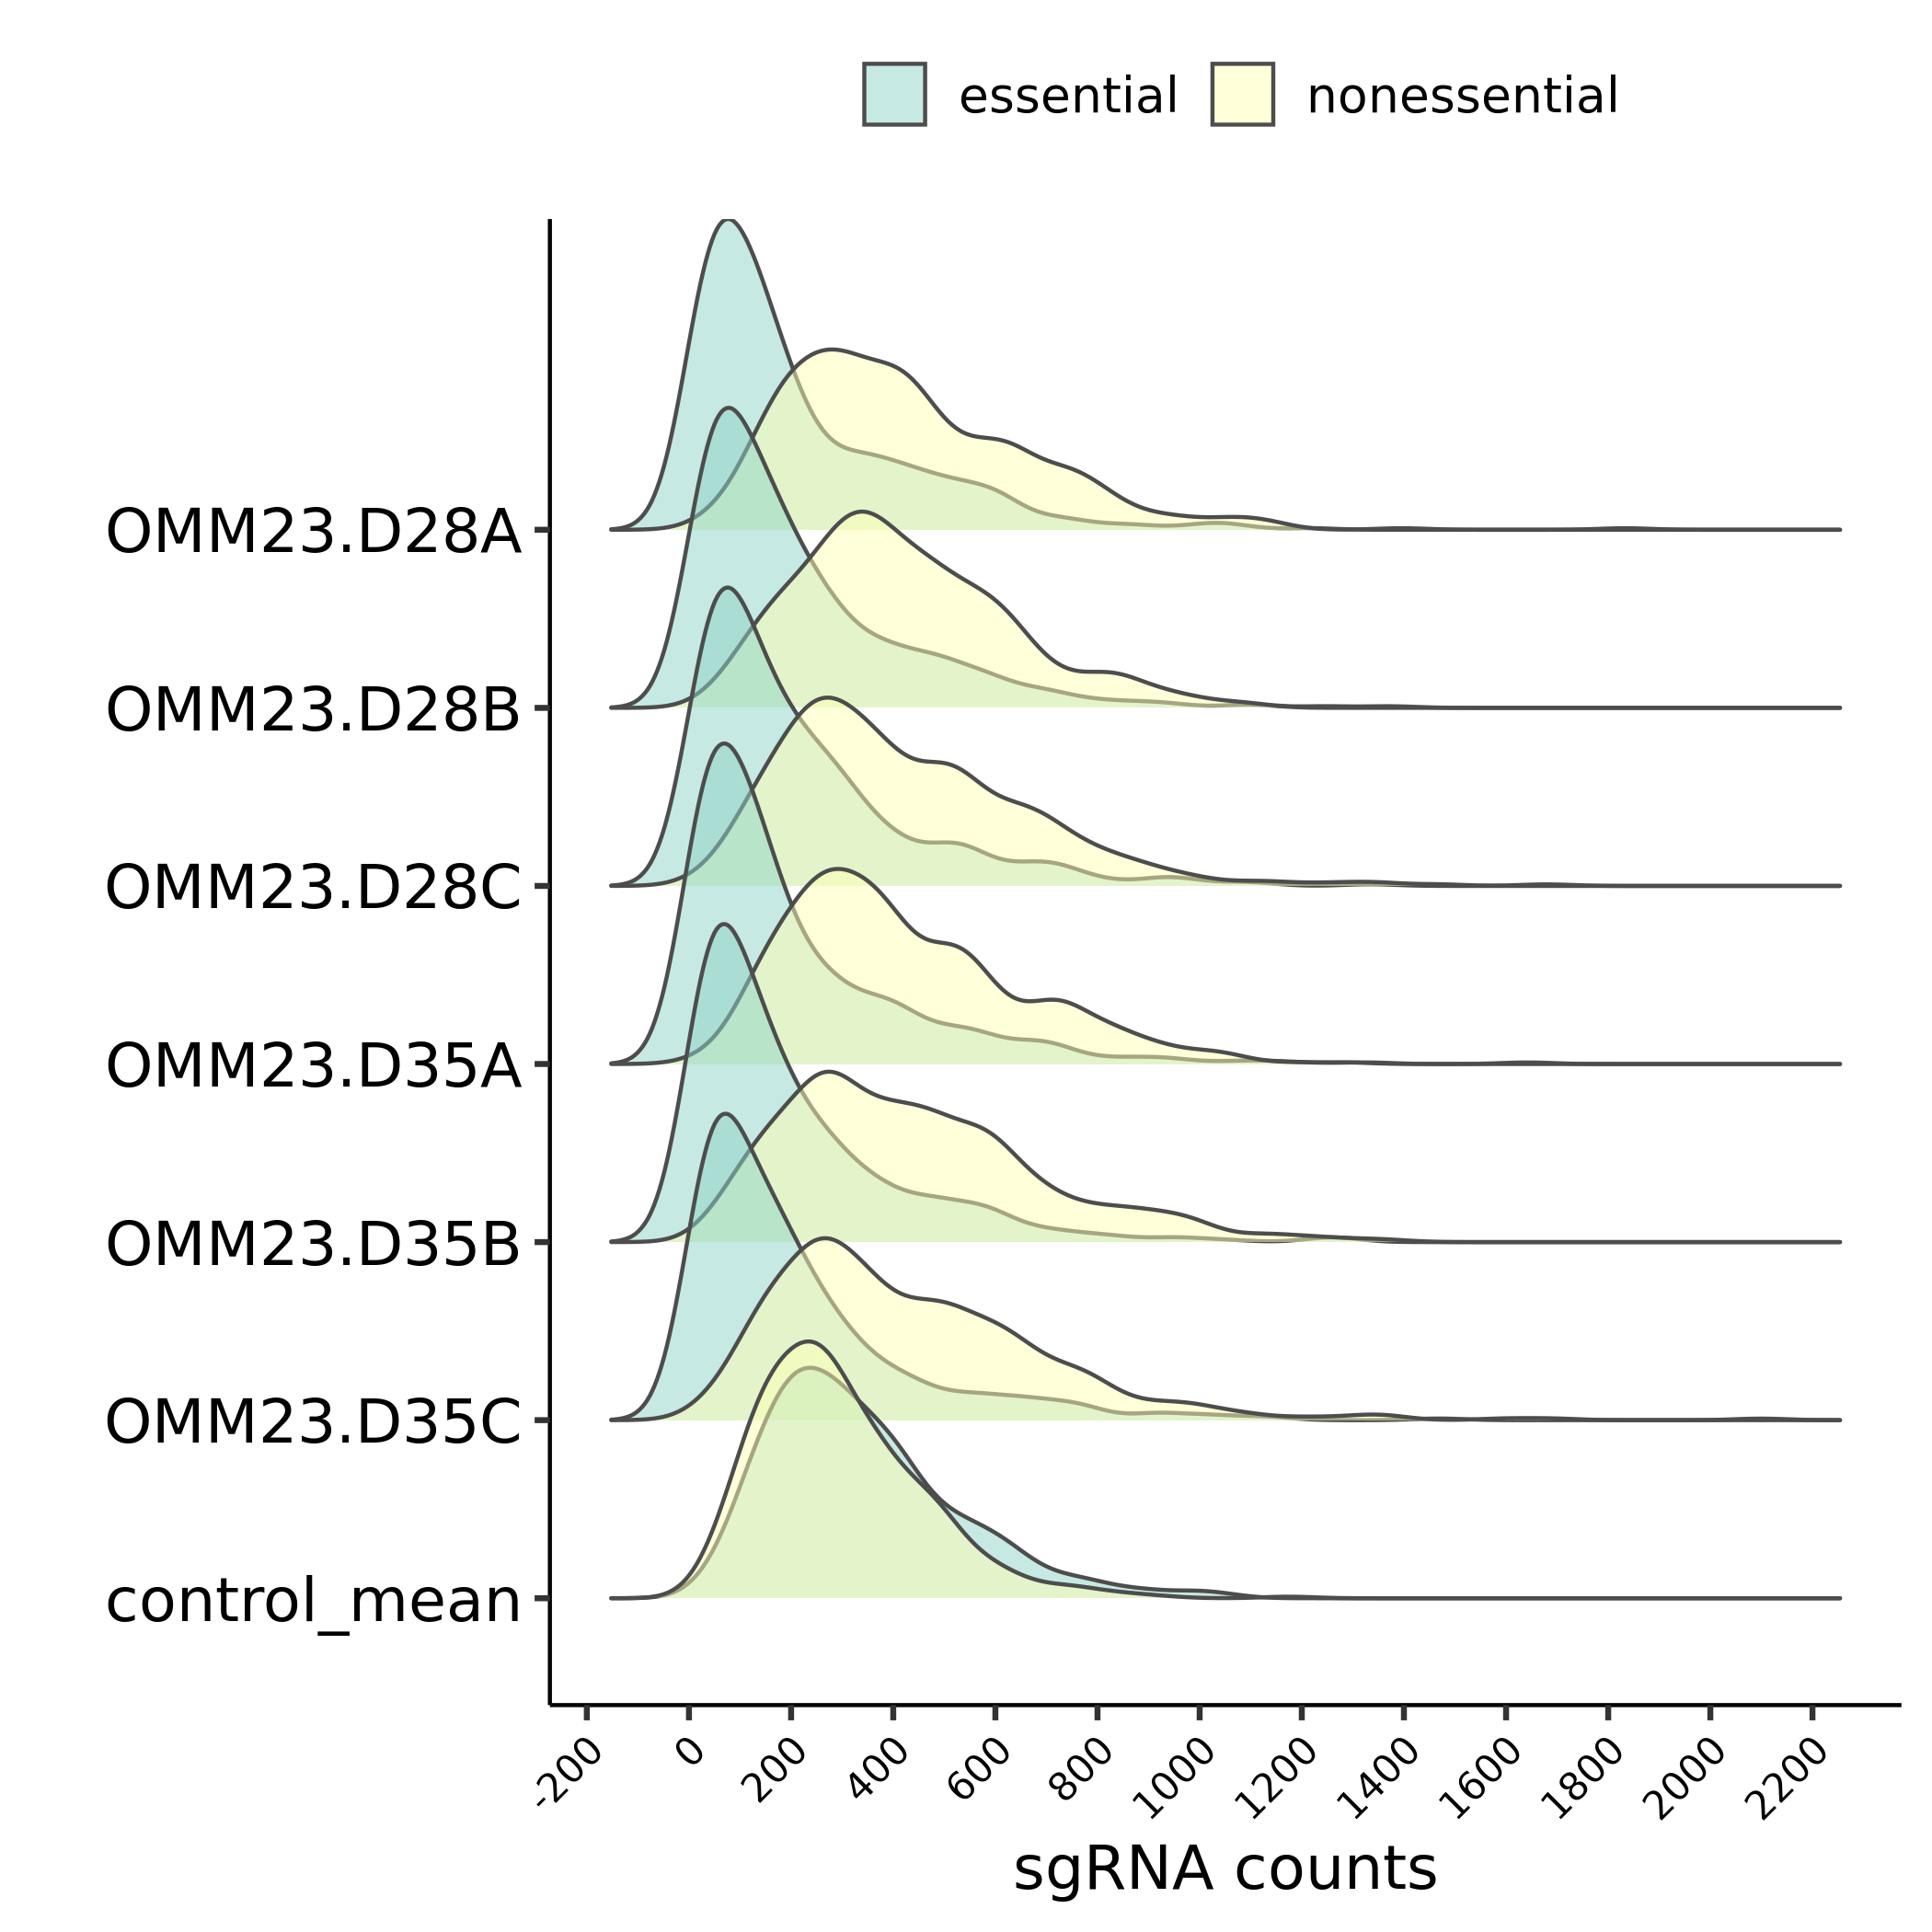 essential nonessential
OMM23.D28A
OMM23.D28B
OMM23.D28C
OMM23.D35A
OMM23.D35B
OMM23.D35C
control_mean
-200 0 200 400 600 800 1000 1200 1400 1600 1800 2000 2200
sgRNA counts